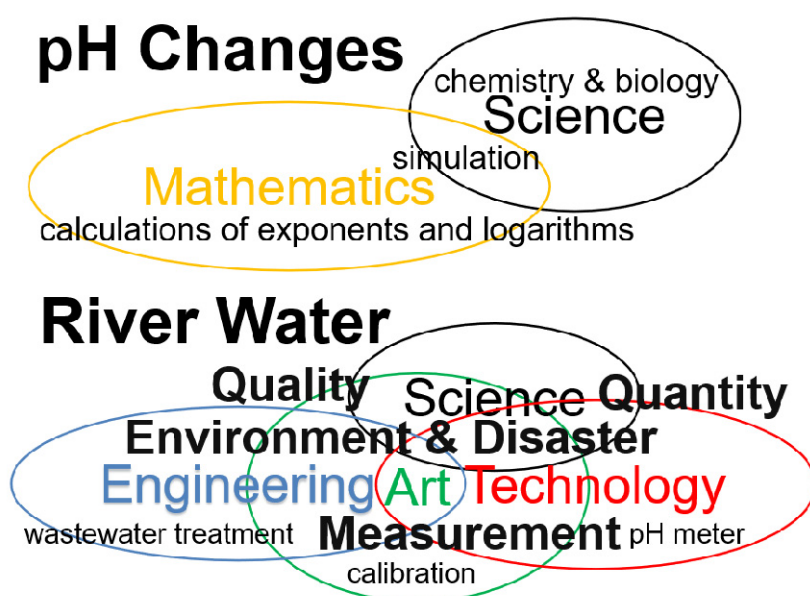 pH Changes
chemistry & biology
Science
simulation
Mathematics
calculations of exponents and logarithms
River Water
Quality
Science Quantity
Environment & Disaster
Engineering Art Technology
wastewater treatment Measurement pH meter
calibration